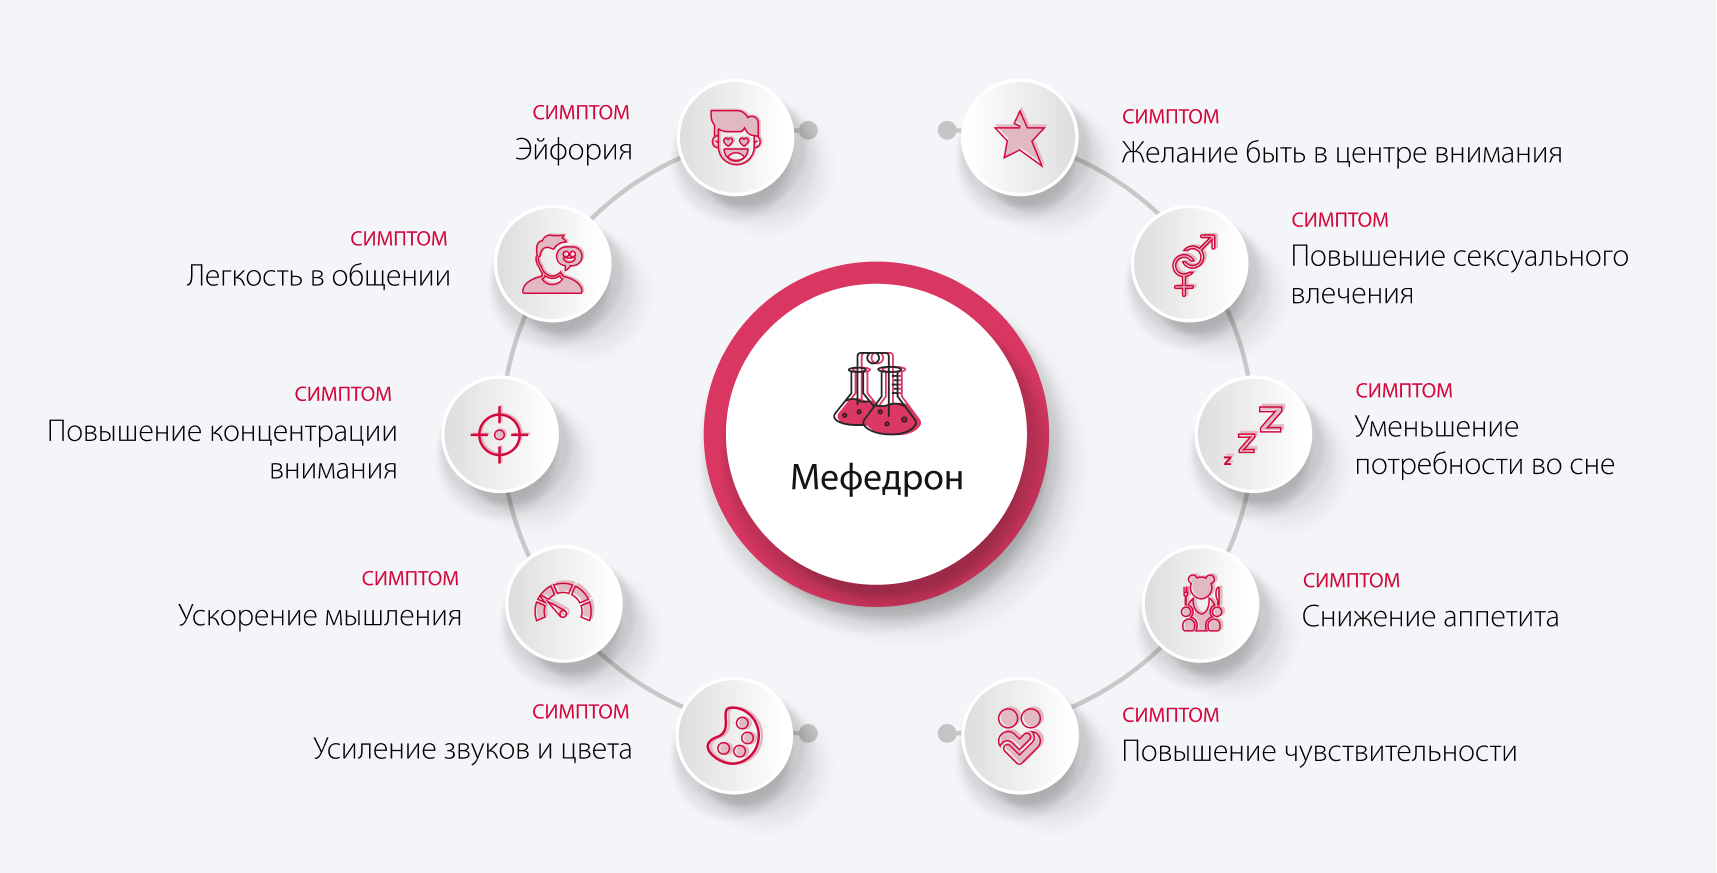 СИМПТОМ
Эйфория
СИМПТОМ
Легкость в общении
СИМПТОМ
Повышение концентрации
внимания
СИМПТОМ
Ускорение мышления
СИМПТОМ
Усиление звуков и цвета
Мефедрон
СИМПТОМ
Желание быть в центре внимания
СИМПТОМ
Повышение сексуального
влечения
СИМПТОМ
Уменьшение
потребности во сне
СИМПТОМ
Снижение аппетита
СИМПТОМ
Повышение чувствительности